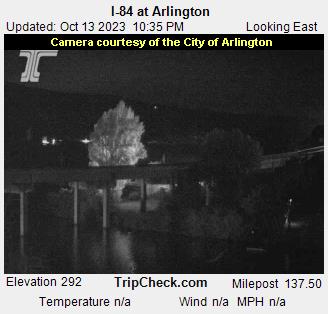 I-84 at Arlington
Updated: Oct 13 2023 10:35 PM Looking East
Camera courtesy of the City of Arlington
Elevation 292 TripCheck.com Milepost 137.50
Temperature n/a Wind n/a MPH n/a